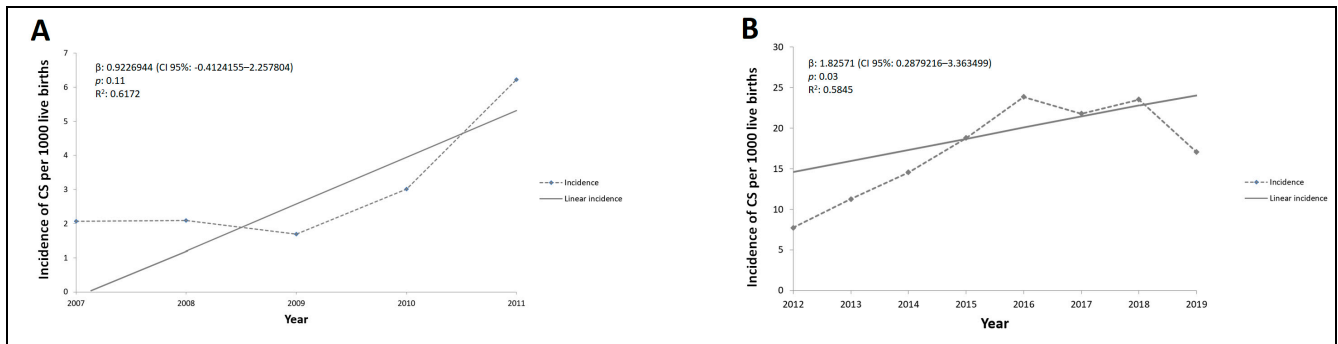 A
β: 0.9226944 (CI 95%: -0.4124155–2.257804)
p: 0.11
R²: 0.6172
Incidence of CS per 1000 live births
7
6
5
4
3
2
1
0
2007 2008 2009 2010 2011
Year
Incidence
Linear incidence
B
β: 1.82571 (CI 95%: 0.2879216–3.363499)
p: 0.03
R²: 0.5845
Incidence of CS per 1000 live births
30
25
20
15
10
5
0
2012 2013 2014 2015 2016 2017 2018 2019
Year
Incidence
Linear incidence